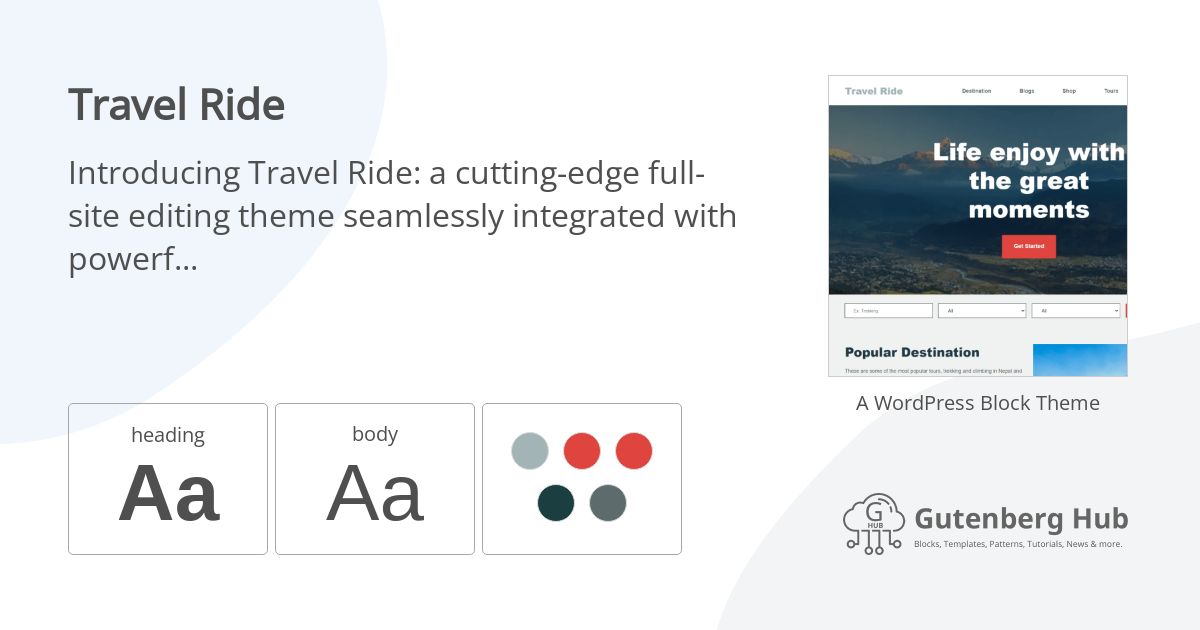 Travel Ride
Introducing Travel Ride: a cutting-edge full-
site editing theme seamlessly integrated with
powerf...
heading
Aa
body
Aa
Travel Ride
Destination Blogs Shop Tours
Life enjoy with
the great
moments
Get Started
Ex: Trekking All All
Popular Destination
These are some of the most popular tours, trekking and climbing in Nepal and
A WordPress Block Theme
G
HUB
Gutenberg Hub
Blocks, Templates, Patterns, Tutorials, News & more.